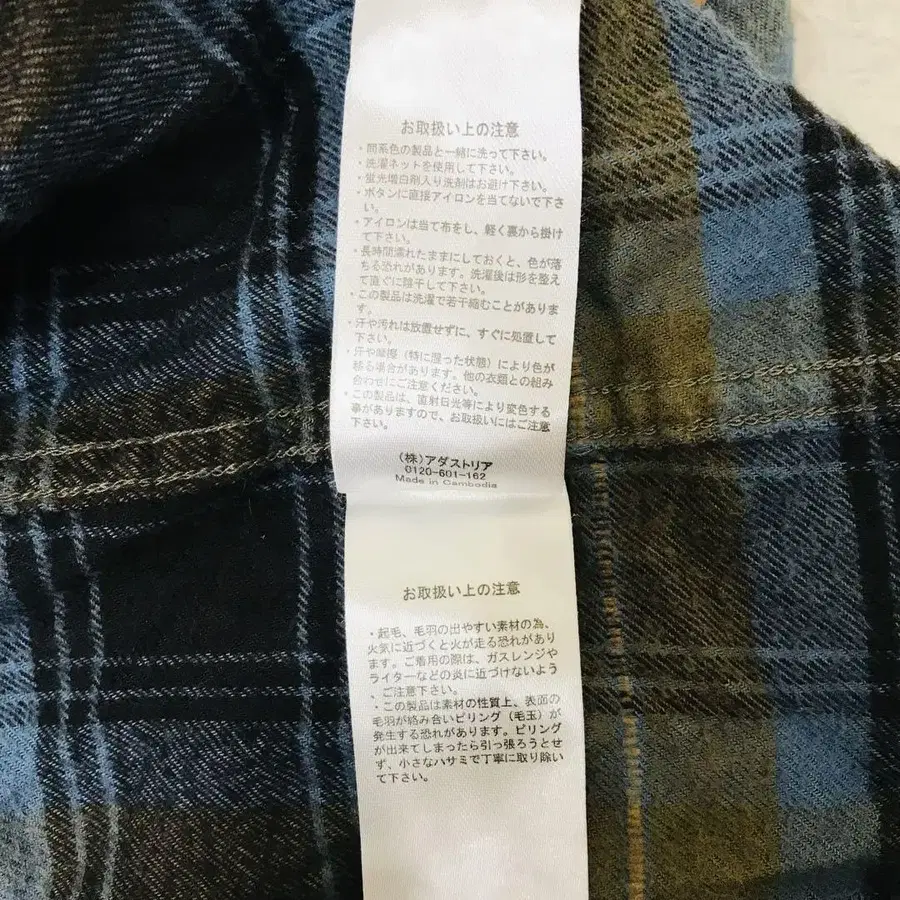 お取扱い上の注意
・同系色の製品と一緒に洗って下さい。
・洗濯ネットを使用して下さい。
・蛍光増白剤入り洗剤はお避け下さい。
・ボタンに直接アイロンを当てないで下さ
い。
・アイロンは当て布をし、軽く裏から掛け
て下さい。
・長時間濡れたままにしておくと、色が落
ちる恐れがあります。洗濯後は形を整え
て直ぐに陰干して下さい。
・この製品は洗濯で若干縮むことがありま
す。
・汗や汚れは放置せずに、すぐに処置して
下さい。
・汗や摩擦（特に湿った状態）により色が
移る場合があります。他の衣類との組み
合わせにご注意ください。
・この製品は、直射日光等により変色する
事がありますので、お取扱いにはご注意
下さい。
（株）アダストリア
0120-601-162
Made in Cambodia
お取扱い上の注意
・起毛、毛羽の出やすい素材の為、
火気に近づくと火が走る恐れがあり
ます。ご着用の際は、ガスレンジや
ライターなどの炎に近づけないよう
、ご注意下さい。
・この製品は素材の性質上、表面の
毛羽が絡み合いピリング（毛玉）が
発生する恐れがあります。ピリング
が出来てしまったら引っ張ろうとせ
ず、小さなハサミで丁寧に取り除い
て下さい。